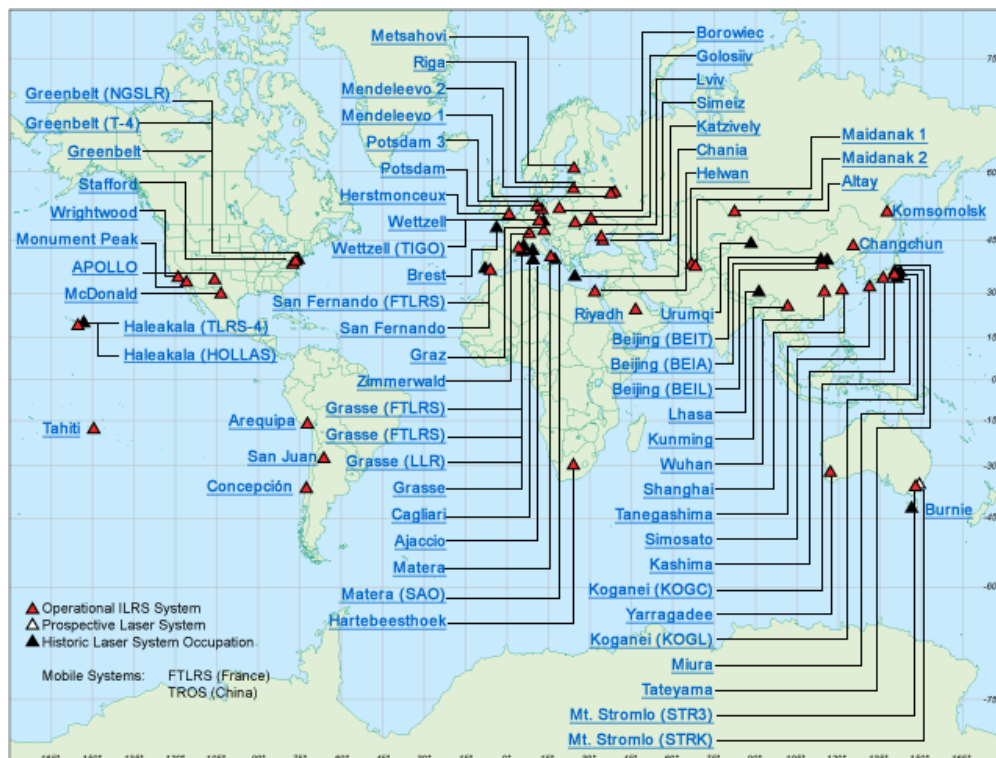 Metsahovi
Riga
Mendeleevo 2
Mendeleevo 1
Potsdam 3
Potsdam
Herstmonceux
Wettzell
Wettzell (TIGO)
Brest
San Fernando (FTLRS)
San Fernando
Graz
Zimmerwald
Grasse (FTLRS)
Grasse (FTLRS)
Grasse (LLR)
Grasse
Cagliari
Ajaccio
Matera
Matera (SAO)
Hartebeesthoek
Greenbelt (NGSLR)
Greenbelt (T-4)
Greenbelt
Stafford
Wrightwood
Monument Peak
APOLLO
McDonald
Haleakala (TLRS-4)
Haleakala (HOLLAS)
Tahiti
Arequipa
San Juan
Concepción
Borowiec
Golosiiv
Lviv
Simeiz
Katzively
Chania
Helwan
Maidanak 1
Maidanak 2
Altay
Komsomolsk
Changchun
Riyadh
Urumqi
Beijing (BEIT)
Beijing (BEIA)
Beijing (BEIL)
Lhasa
Kunming
Wuhan
Shanghai
Tanegashima
Simosato
Kashima
Koganei (KOGC)
Yarragadee
Koganei (KOGL)
Miura
Tateyama
Mt. Stromlo (STR3)
Mt. Stromlo (STRK)
Burnie
75°
60°
45°
30°
15°
0°
-15°
-30°
-45°
-60°
-75°
Operational ILRS System
Prospective Laser System
Historic Laser System Occupation
Mobile Systems: FTLRS (France)
TROS (China)